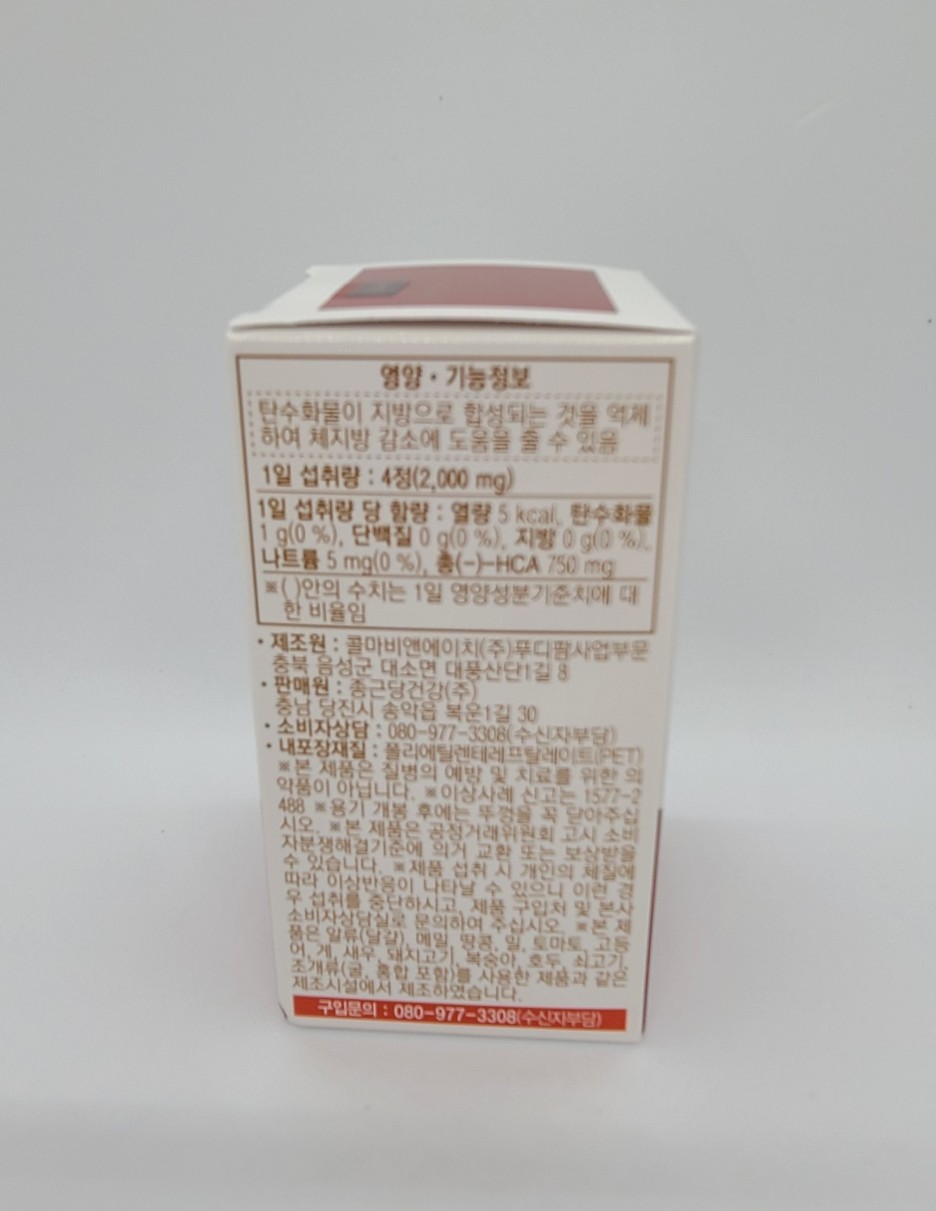 영양•기능정보
탄수화물이 지방으로 합성되는 것을 억제
하여 체지방 감소에 도움을 줄 수 있음
1일 섭취량 : 4정(2,000 mg)
1일 섭취량 당 함량 : 열량 5 kcal, 탄수화물
1 g(0 %), 단백질 0 g(0 %), 지방 0 g(0 %),
나트륨 5 mg(0 %), 총(-)-HCA 750 mg
※( )안의 수치는 1일 영양성분기준치에 대
한 비율임
• 제조원 : 콜마비앤에이치(주)푸디팜사업부문
충북 음성군 대소면 대풍산단1길 8
• 판매원 : 종근당건강(주)
충남 당진시 송악읍 복운1길 30
• 소비자상담 : 080-977-3308(수신자부담)
• 내포장재질 : 폴리에틸렌테레프탈레이트(PET)
※본 제품은 질병의 예방 및 치료를 위한 의
약품이 아닙니다. ※이상사례 신고는 1577-2
488 ※용기 개봉 후에는 뚜껑을 꼭 닫아주십
시오. ※본 제품은 공정거래위원회 고시 소비
자분쟁해결기준에 의거 교환 또는 보상받을
수 있습니다. ※제품 섭취 시 개인의 체질에
따라 이상반응이 나타날 수 있으니 이런 경
우 섭취를 중단하시고, 제품 구입처 및 본사
소비자상담실로 문의하여 주십시오. ※본 제
품은 알류(달걀), 메밀, 땅콩, 밀, 토마토, 고등
어, 게, 새우, 돼지고기, 복숭아, 호두, 쇠고기,
조개류(굴, 홍합 포함)를 사용한 제품과 같은
제조시설에서 제조하였습니다.
구입문의 : 080-977-3308(수신자부담)